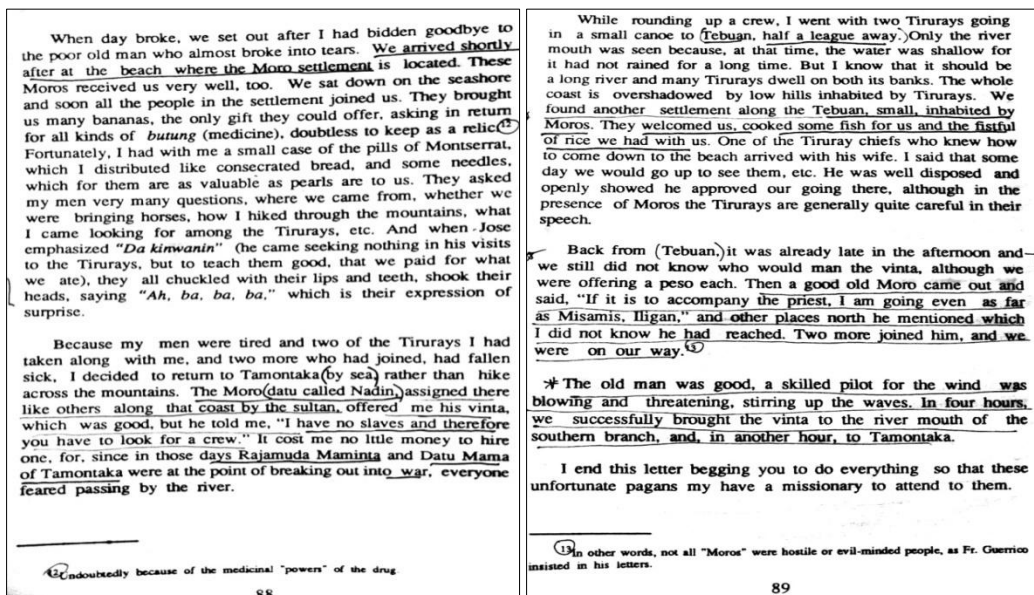 When day broke, we set out after I had bidden goodbye to
the poor old man who almost broke into tears. We arrived shortly
after at the beach where the Moro settlement is located. These
Moros received us very well, too. We sat down on the seashore
and soon all the people in the settlement joined us. They brought
us many bananas, the only gift they could offer, asking in return
for all kinds of butung (medicine), doubtless to keep as a relic. 12
Fortunately, I had with me a small case of the pills of Montserrat,
which I distributed like consecrated bread, and some needles,
which for them are as valuable as pearls are to us. They asked
my men very many questions, where we came from, whether we
were bringing horses, how I hiked through the mountains, what
I came looking for among the Tirurays, etc. And when Jose
emphasized "Da kinwanin" (he came seeking nothing in his visits
to the Tirurays, but to teach them good, that we paid for what
we ate), they all chuckled with their lips and teeth, shook their
heads, saying "Ah, ba, ba, ba," which is their expression of
surprise.
Because my men were tired and two of the Tirurays I had
taken along with me, and two more who had joined, had fallen
sick, I decided to return to Tamontaka (by sea) rather than hike
across the mountains. The Moro (datu called Nadin,) assigned there
like others along that coast by the sultan, offered me his vinta,
which was good, but he told me, "I have no slaves and therefore
you have to look for a crew." It cost me no little money to hire
one, for, since in those days Rajamuda Maminta and Datu Mama
of Tamontaka were at the point of breaking out into war, everyone
feared passing by the river.
12 Undoubtedly because of the medicinal "powers" of the drug
88
While rounding up a crew, I went with two Tirurays going
in a small canoe to (Tebuan, half a league away.) Only the river
mouth was seen because, at that time, the water was shallow for
it had not rained for a long time. But I know that it should be
a long river and many Tirurays dwell on both its banks. The whole
coast is overshadowed by low hills inhabited by Tirurays. We
found another settlement along the Tebuan, small, inhabited by
Moros. They welcomed us, cooked some fish for us and the fistful
of rice we had with us. One of the Tiruray chiefs who knew how
to come down to the beach arrived with his wife. I said that some
day we would go up to see them, etc. He was well disposed and
openly showed he approved our going there, although in the
presence of Moros the Tirurays are generally quite careful in their
speech.
Back from (Tebuan,) it was already late in the afternoon and
we still did not know who would man the vinta, although we
were offering a peso each. Then a good old Moro came out and
said, "If it is to accompany the priest, I am going even as far
as Misamis, Iligan," and other places north he mentioned which
I did not know he had reached. Two more joined him, and we
were on our way.
* The old man was good, a skilled pilot for the wind was
blowing and threatening, stirring up the waves. In four hours,
we successfully brought the vinta to the river mouth of the
southern branch, and, in another hour, to Tamontaka.
I end this letter begging you to do everything so that these
unfortunate pagans my have a missionary to attend to them.
13 In other words, not all "Moros" were hostile or evil-minded people, as Fr. Guerrico
insisted in his letters.
89